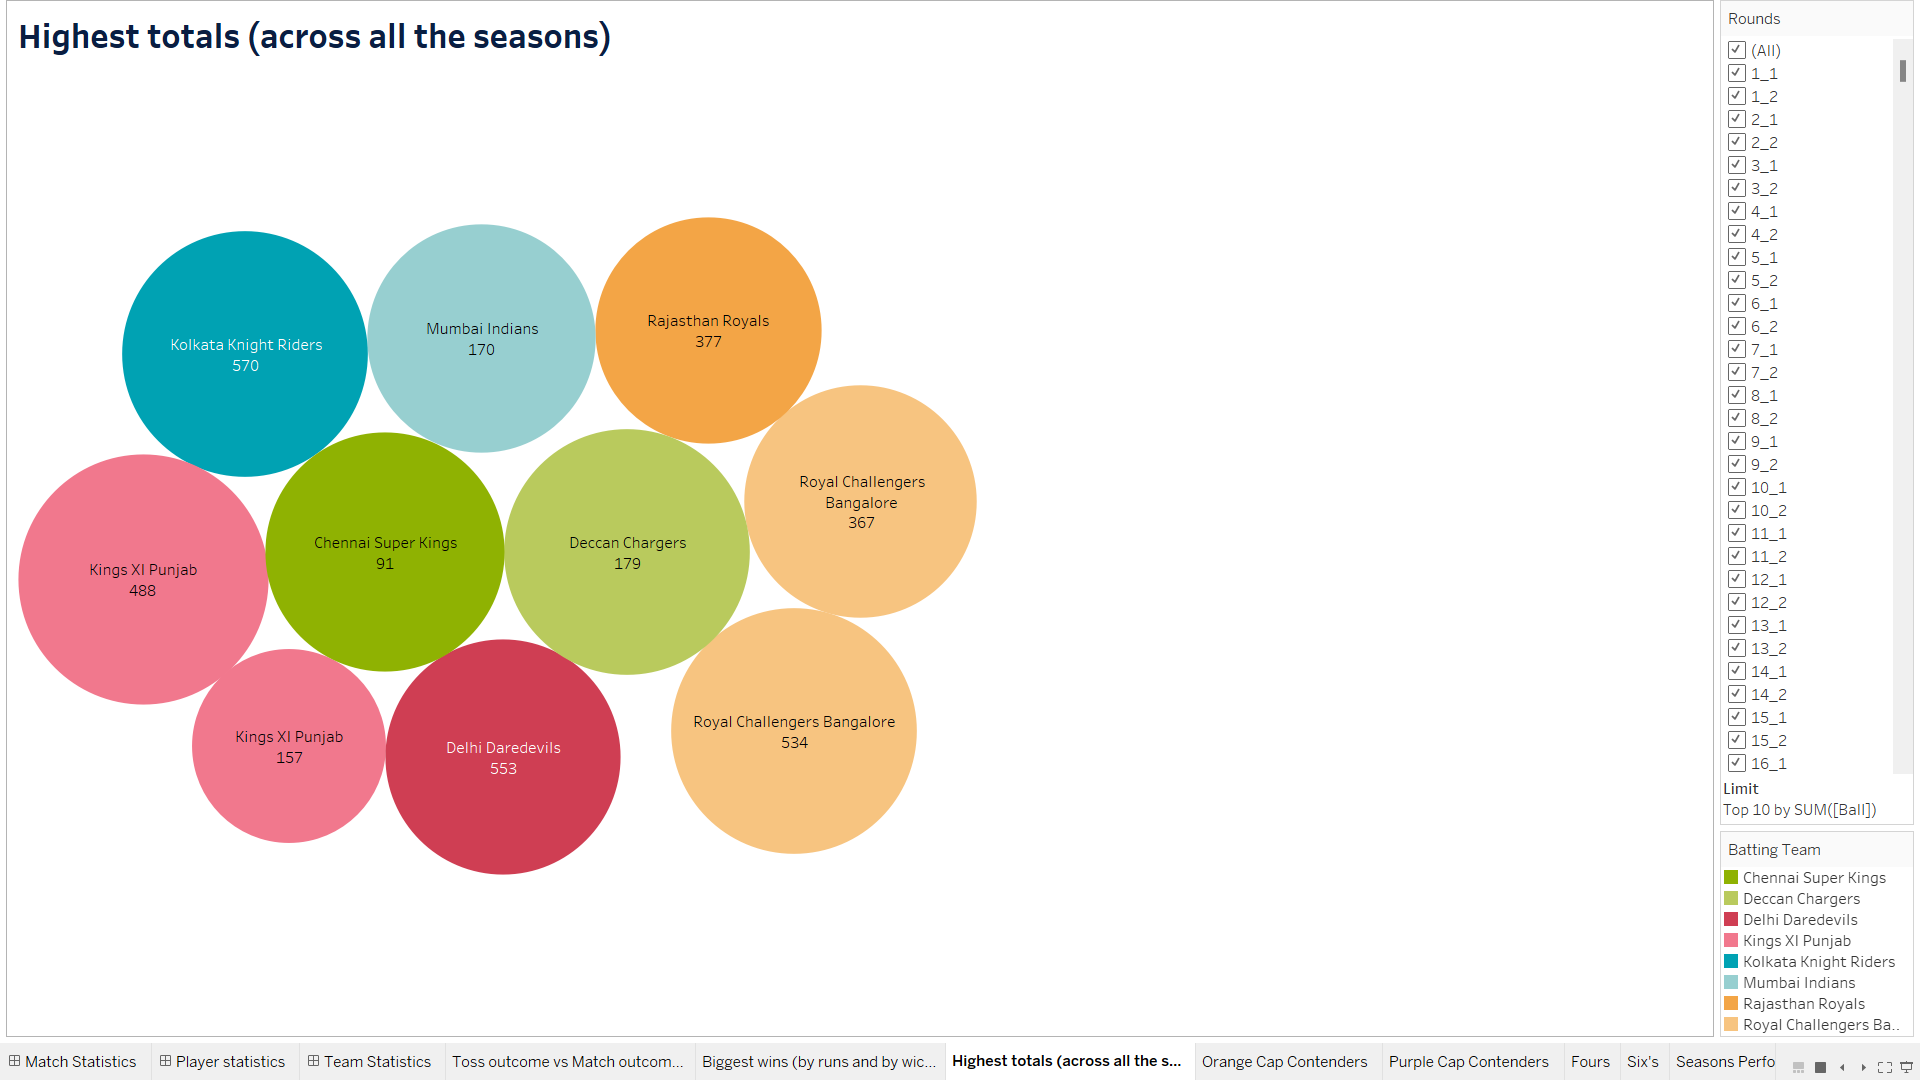 Highest totals (across all the seasons)
Kolkata Knight Riders
570
Mumbai Indians
170
Rajasthan Royals
377
Royal Challengers
Bangalore
367
Kings XI Punjab
488
Chennai Super Kings
91
Deccan Chargers
179
Kings XI Punjab
157
Delhi Daredevils
553
Royal Challengers Bangalore
534
Rounds
(All)
1_1
1_2
2_1
2_2
3_1
3_2
4_1
4_2
5_1
5_2
6_1
6_2
7_1
7_2
8_1
8_2
9_1
9_2
10_1
10_2
11_1
11_2
12_1
12_2
13_1
13_2
14_1
14_2
15_1
15_2
16_1
Limit
Top 10 by SUM([Ball])
Batting Team
Chennai Super Kings
Deccan Chargers
Delhi Daredevils
Kings XI Punjab
Kolkata Knight Riders
Mumbai Indians
Rajasthan Royals
Royal Challengers Ba..
Match Statistics Player statistics Team Statistics Toss outcome vs Match outcom... Biggest wins (by runs and by wic... Highest totals (across all the s... Orange Cap Contenders Purple Cap Contenders Fours Six's Seasons Perfo